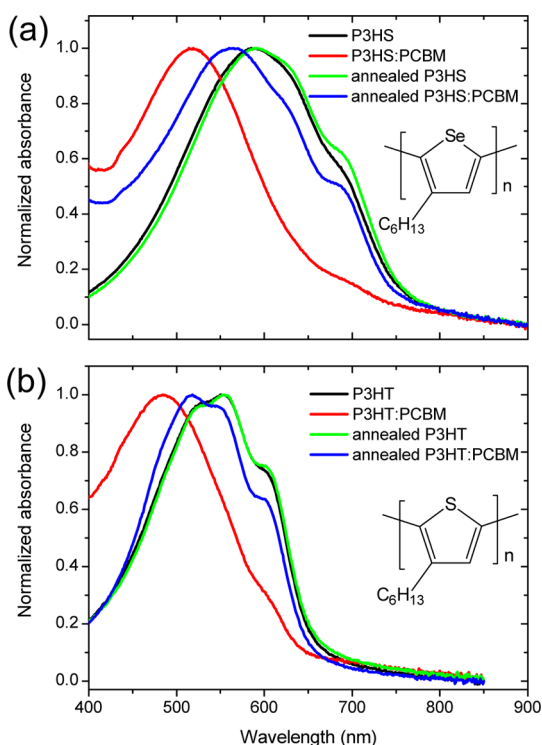 (a)
P3HS
P3HS:PCBM
annealed P3HS
annealed P3HS:PCBM
Normalized absorbance
1.0
0.8
0.6
0.4
0.2
0.0
Se
n
C6H13
(b)
P3HT
P3HT:PCBM
annealed P3HT
annealed P3HT:PCBM
Normalized absorbance
1.0
0.8
0.6
0.4
0.2
0.0
S
n
C6H13
400 500 600 700 800 900
Wavelength (nm)